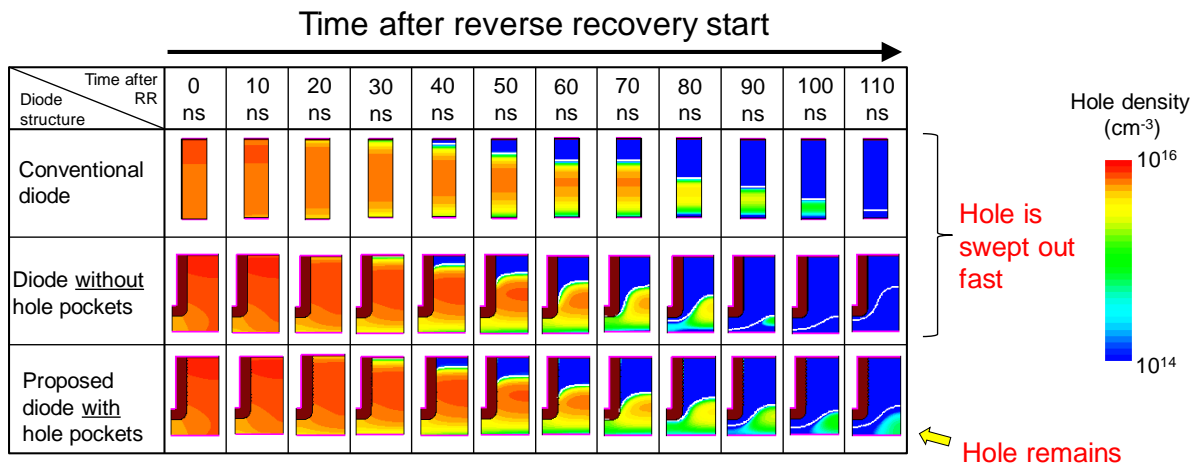 Time after reverse recovery start
Time after
RR
Diode
structure
0
ns
10
ns
20
ns
30
ns
40
ns
50
ns
60
ns
70
ns
80
ns
90
ns
100
ns
110
ns
Conventional
diode
Diode without
hole pockets
Proposed
diode with
hole pockets
Hole is
swept out
fast
Hole remains
Hole density
(cm-3)
10¹⁶
10¹⁴